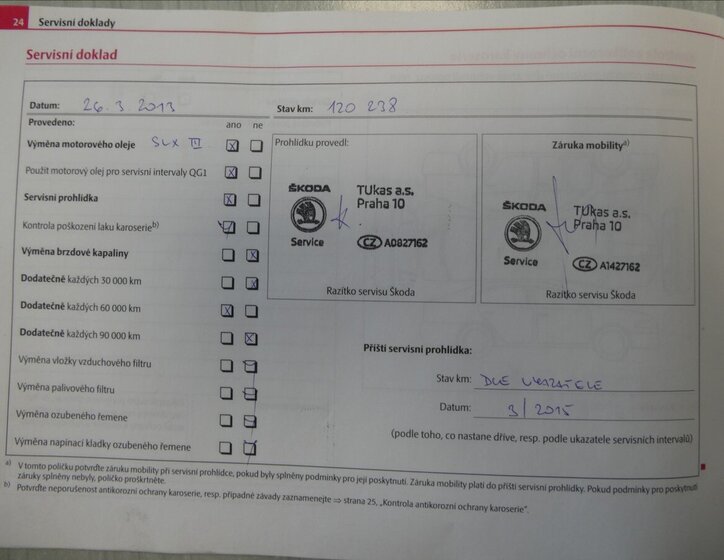 24 Servisní doklady
Servisní doklad
Datum: 26.3.2013 Stav km: 120 238
Provedeno: ano ne
Výměna motorového oleje SLX III
Použit motorový olej pro servisní intervaly QG1
Servisní prohlídka
Kontrola poškození laku karoserie b)
Výměna brzdové kapaliny
Dodatečně každých 30 000 km
Dodatečně každých 60 000 km
Dodatečně každých 90 000 km
Výměna vložky vzduchového filtru
Výměna palivového filtru
Výměna ozubeného řemene
Výměna napínací kladky ozubeného řemene
Prohlídku provedl:
ŠKODA
Service
TUkas a.s.
Praha 10
CZ A0827162
Razítko servisu Škoda
Záruka mobility a)
ŠKODA
Service
TUkas a.s.
Praha 10
CZ A1427162
Razítko servisu Škoda
Příští servisní prohlídka:
Stav km: DLE UKAZATELE
Datum: 3/2015
(podle toho, co nastane dříve, resp. podle ukazatele servisních intervalů)
a) V tomto políčku potvrďte záruku mobility při servisní prohlídce, pokud byly splněny podmínky pro její poskytnutí. Záruka mobility platí do příští servisní prohlídky. Pokud podmínky pro poskytnutí
záruky splněny nebyly, políčko proškrtněte.
b) Potvrďte neporušenost antikorozní ochrany karoserie, resp. případné závady zaznamenejte ⇒ strana 25, „Kontrola antikorozní ochrany karoserie“.